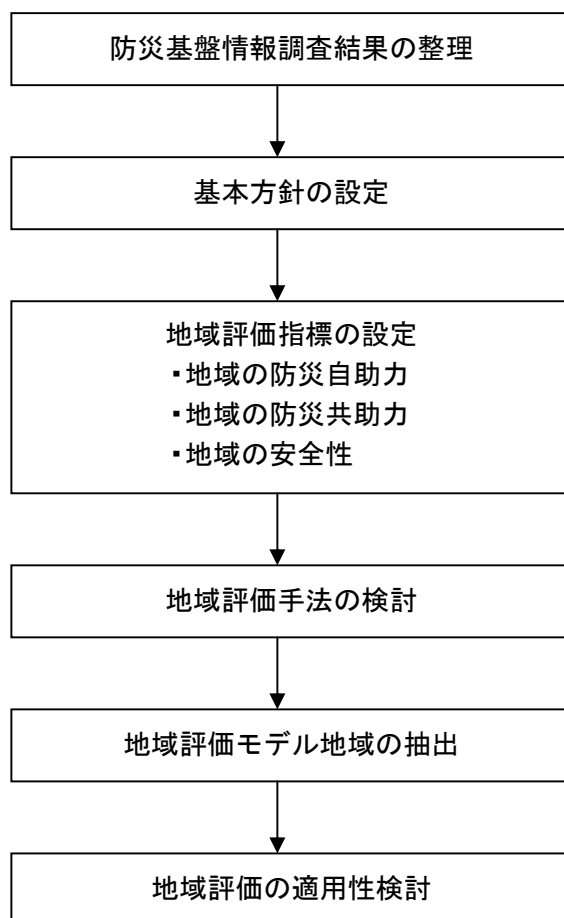 防災基盤情報調査結果の整理
基本方針の設定
地域評価指標の設定
・地域の防災自助力
・地域の防災共助力
・地域の安全性
地域評価手法の検討
地域評価モデル地域の抽出
地域評価の適用性検討